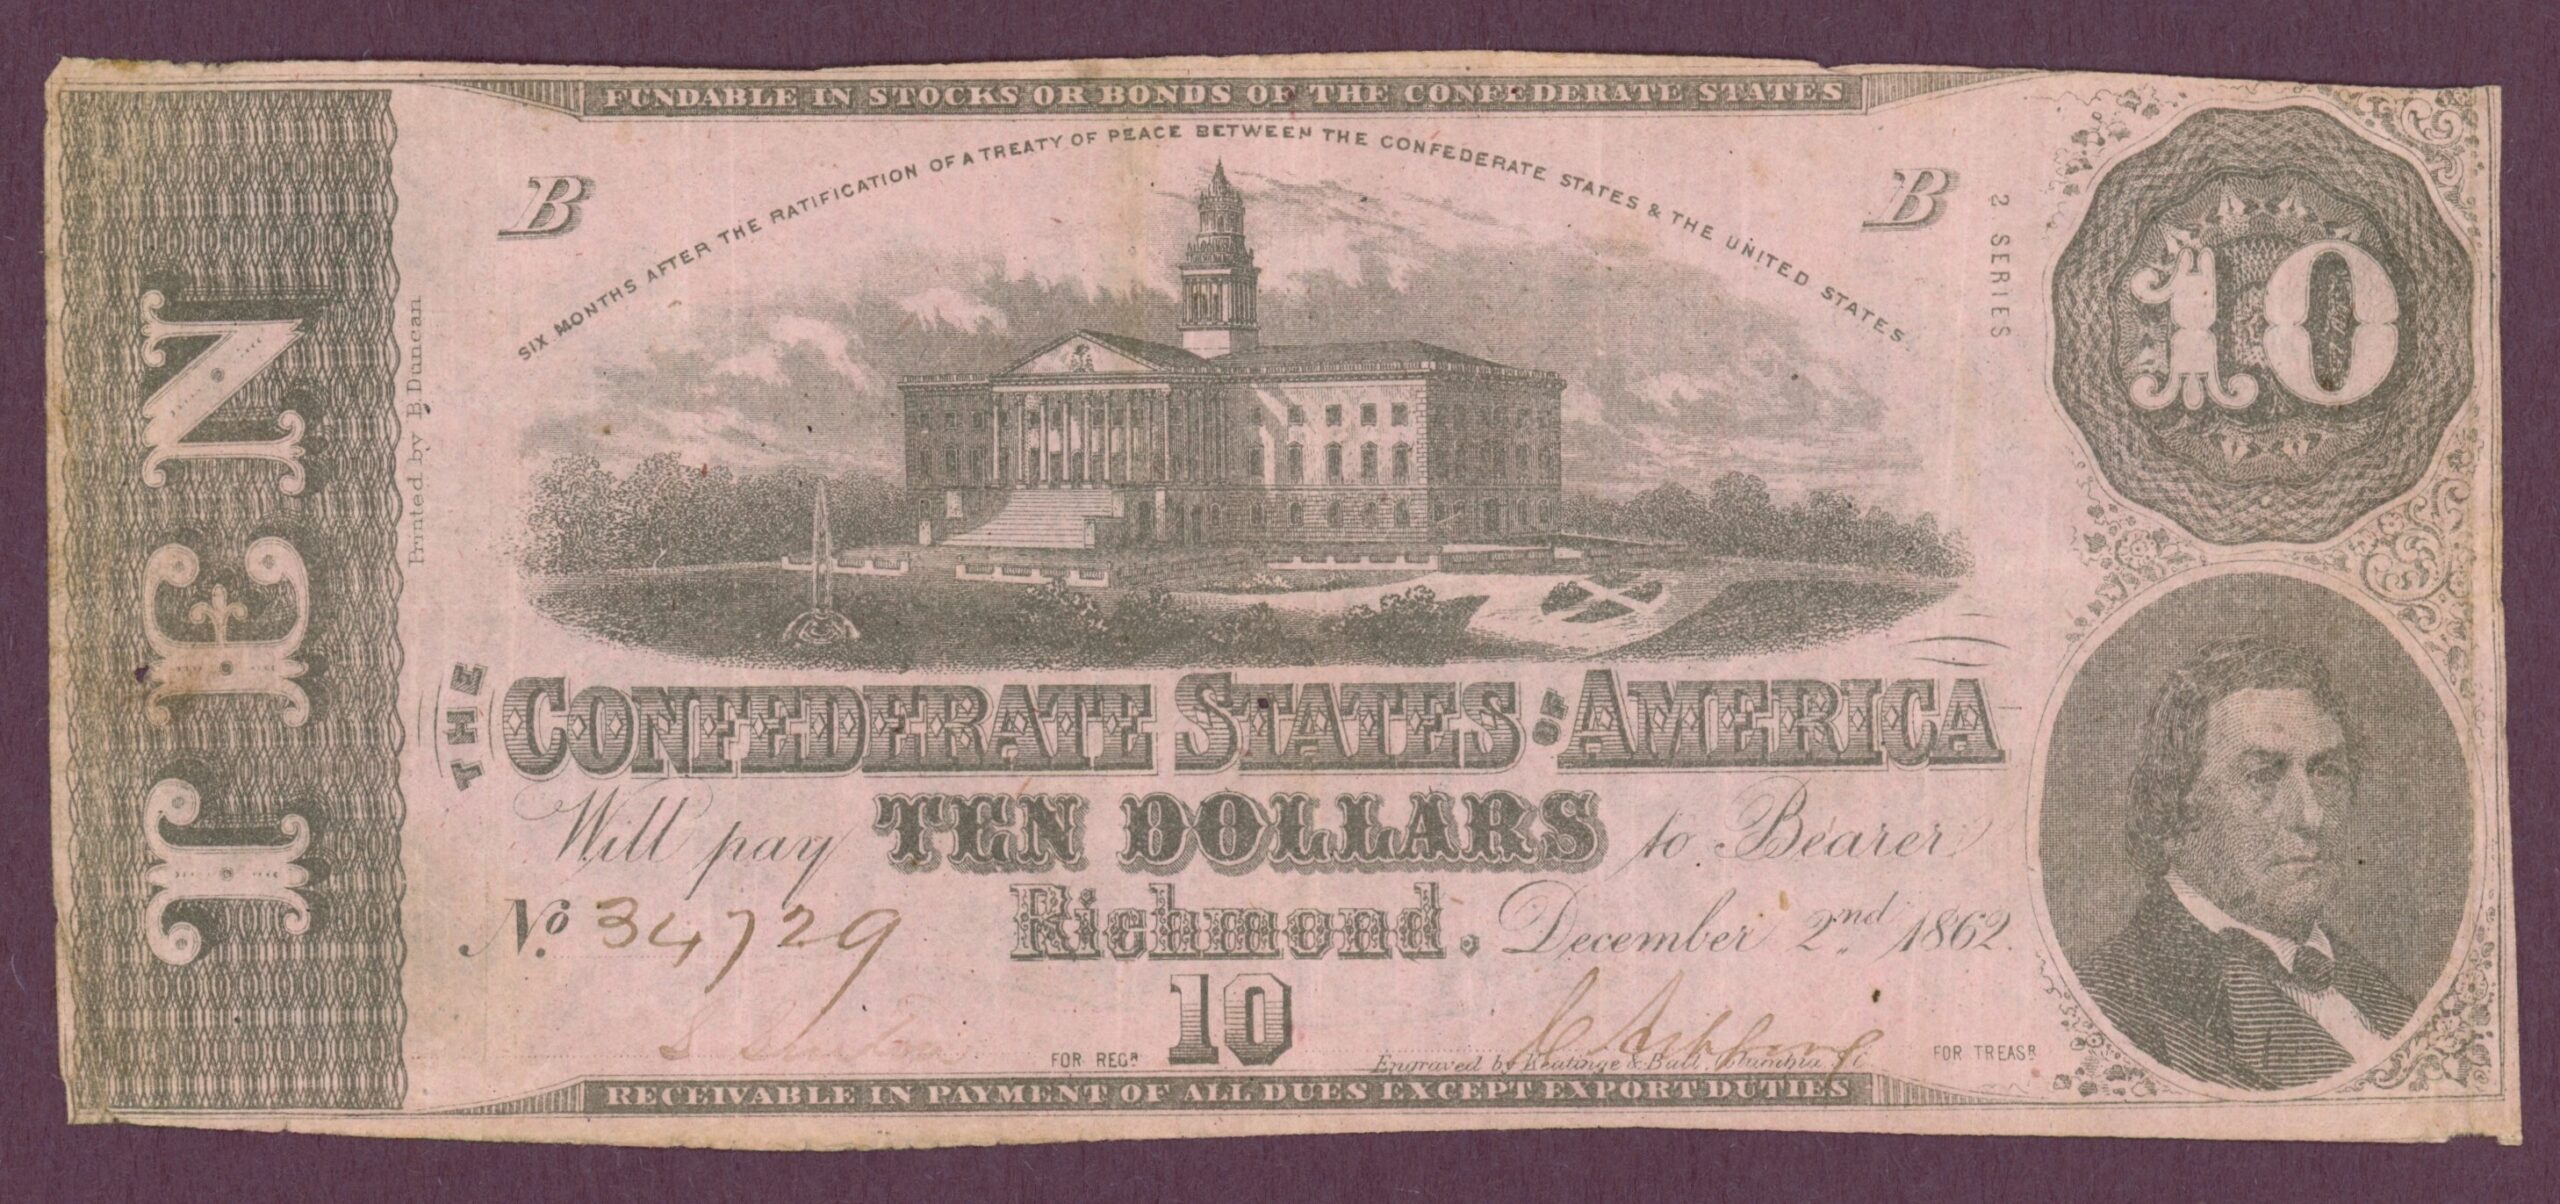 FUNDABLE IN STOCKS OR BONDS OF THE CONFEDERATE STATES
SIX MONTHS AFTER THE RATIFICATION OF A TREATY OF PEACE BETWEEN THE CONFEDERATE STATES & THE UNITED STATES.
B
B
2 SERIES
10
TEN
Printed by B. Duncan
THE CONFEDERATE STATES OF AMERICA
Will pay TEN DOLLARS to Bearer
No. 34729 Richmond, December 2nd 1862.
10
FOR REGR
Engraved by Keatinge & Ball, Columbia
FOR TREASR
RECEIVABLE IN PAYMENT OF ALL DUES EXCEPT EXPORT DUTIES